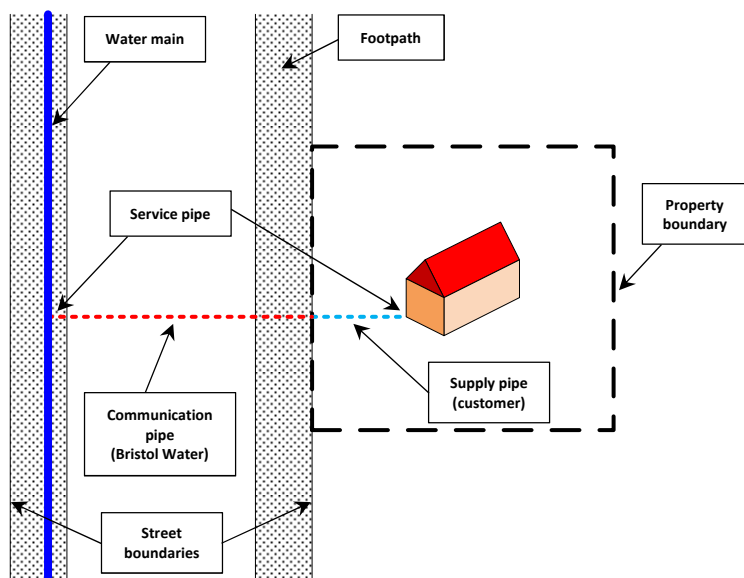 Water main
Footpath
Service pipe
Property
boundary
Supply pipe
(customer)
Communication
pipe
(Bristol Water)
Street
boundaries